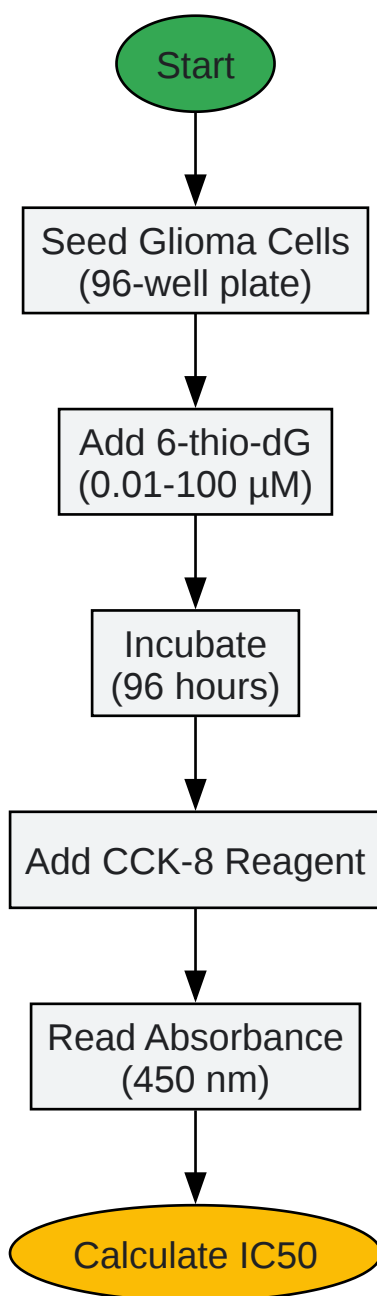 Start
Seed Glioma Cells
(96-well plate)
Add 6-thio-dG
(0.01-100 µM)
Incubate
(96 hours)
Add CCK-8 Reagent
Read Absorbance
(450 nm)
Calculate IC50